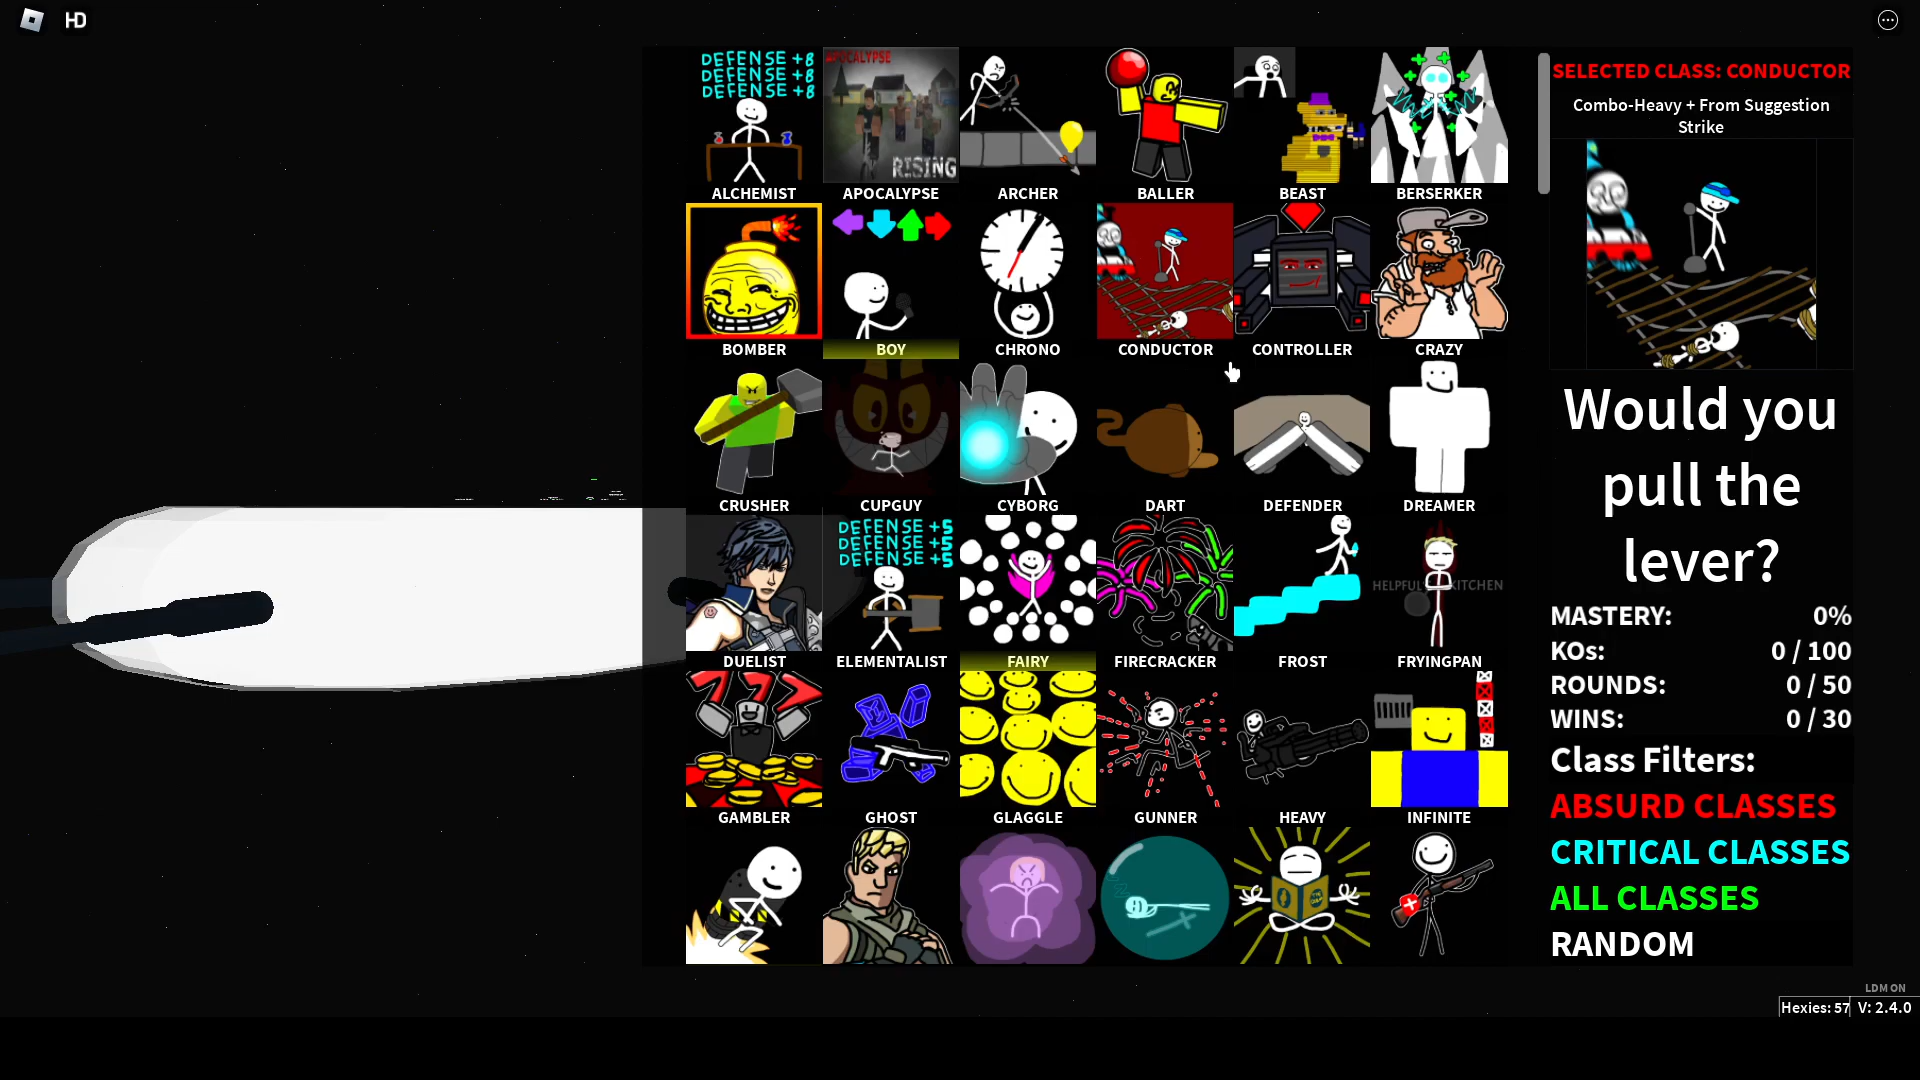 HD
DEFENSE +8
DEFENSE +8
DEFENSE +8
APOCALYPSE
RISING
ALCHEMIST
APOCALYPSE
ARCHER
BALLER
BEAST
BERSERKER
BOMBER
BOY
CHRONO
CONDUCTOR
CONTROLLER
CRAZY
CRUSHER
CUPGUY
CYBORG
DART
DEFENDER
DREAMER
DEFENSE +5
DEFENSE +5
DEFENSE +5
HELPFUL KITCHEN
DUELIST
ELEMENTALIST
FAIRY
FIRECRACKER
FROST
FRYINGPAN
777
GAMBLER
GHOST
GLAGGLE
GUNNER
HEAVY
INFINITE
SELECTED CLASS: CONDUCTOR
Combo-Heavy + From Suggestion
Strike
Would you
pull the
lever?
MASTERY: 0%
KOs: 0 / 100
ROUNDS: 0 / 50
WINS: 0 / 30
Class Filters:
ABSURD CLASSES
CRITICAL CLASSES
ALL CLASSES
RANDOM
LDM ON
Hexies: 57
V: 2.4.0